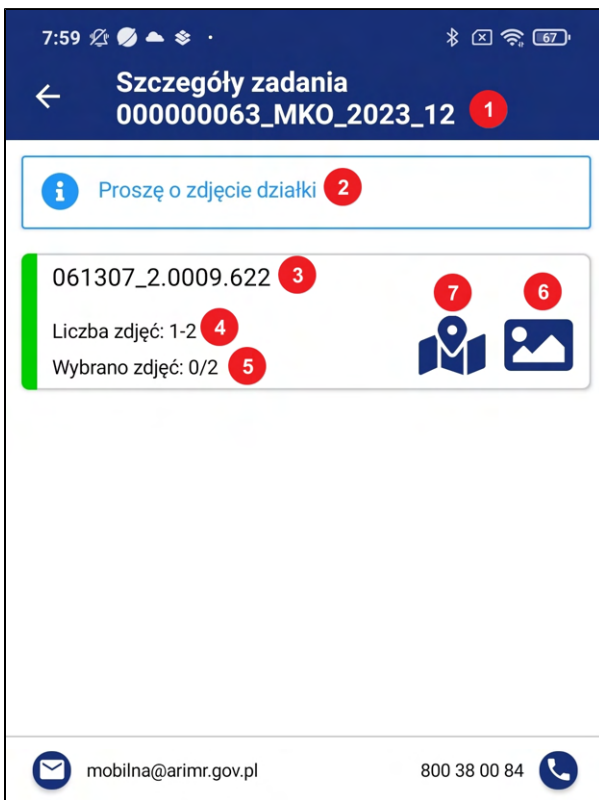 7:59 67
Szczegóły zadania
000000063_MKO_2023_12 1
Proszę o zdjęcie działki 2
061307_2.0009.622 3
7 6
Liczba zdjęć: 1-2 4
Wybrano zdjęć: 0/2 5
mobilna@arimr.gov.pl 800 38 00 84